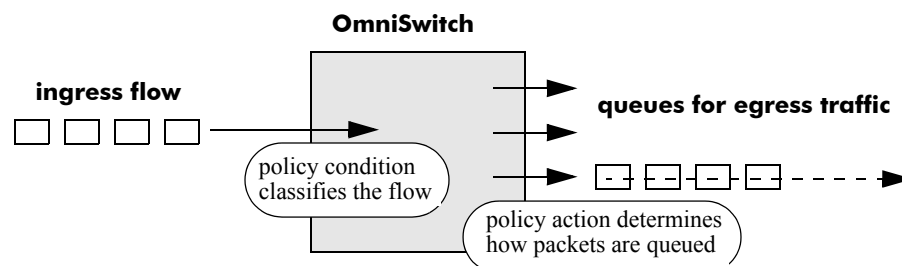 OmniSwitch
ingress flow
queues for egress traffic
policy condition
classifies the flow
policy action determines
how packets are queued